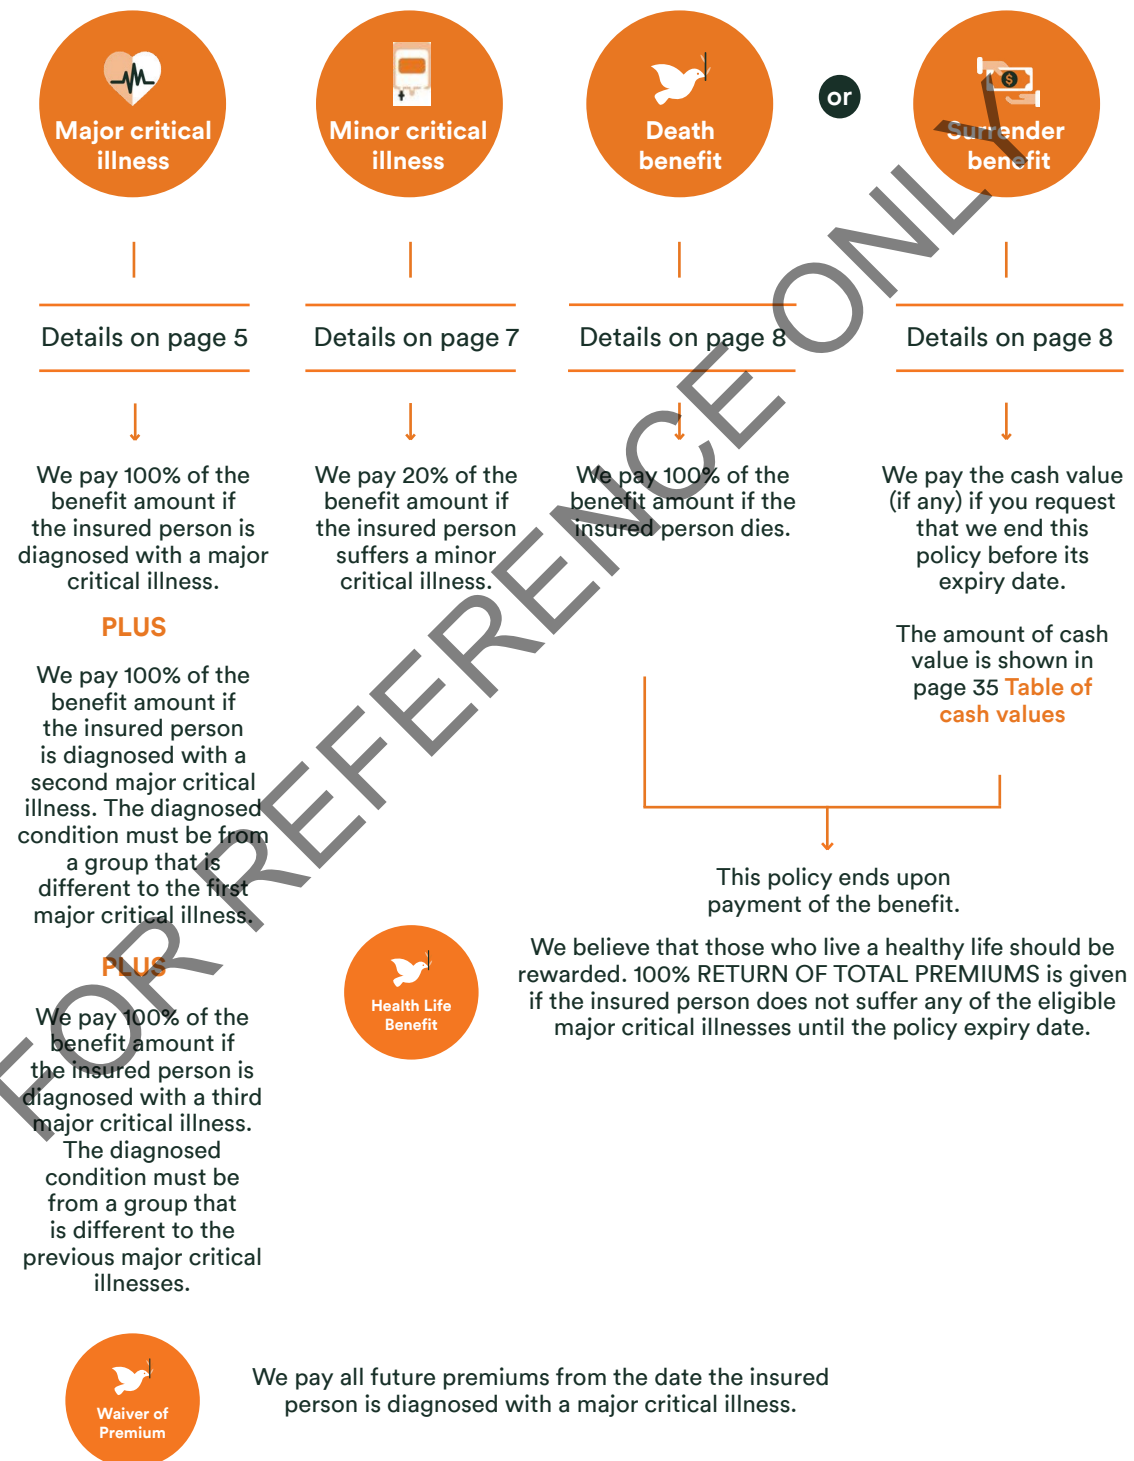 Major critical
illness
Minor critical
illness
Death
benefit
or
Surrender
benefit
Details on page 5
Details on page 7
Details on page 8
Details on page 8
We pay 100% of the
benefit amount if
the insured person is
diagnosed with a major
critical illness.
PLUS
We pay 100% of the
benefit amount if
the insured person
is diagnosed with a
second major critical
illness. The diagnosed
condition must be from
a group that is
different to the first
major critical illness.
PLUS
We pay 100% of the
benefit amount if
the insured person is
diagnosed with a third
major critical illness.
The diagnosed
condition must be
from a group that
is different to the
previous major critical
illnesses.
We pay 20% of the
benefit amount if
the insured person
suffers a minor
critical illness.
We pay 100% of the
benefit amount if the
insured person dies.
We pay the cash value
(if any) if you request
that we end this
policy before its
expiry date.
The amount of cash
value is shown in
page 35 Table of
cash values
This policy ends upon
payment of the benefit.
Health Life
Benefit
We believe that those who live a healthy life should be
rewarded. 100% RETURN OF TOTAL PREMIUMS is given
if the insured person does not suffer any of the eligible
major critical illnesses until the policy expiry date.
Waiver of
Premium
We pay all future premiums from the date the insured
person is diagnosed with a major critical illness.
FOR REFERENCE ONLY